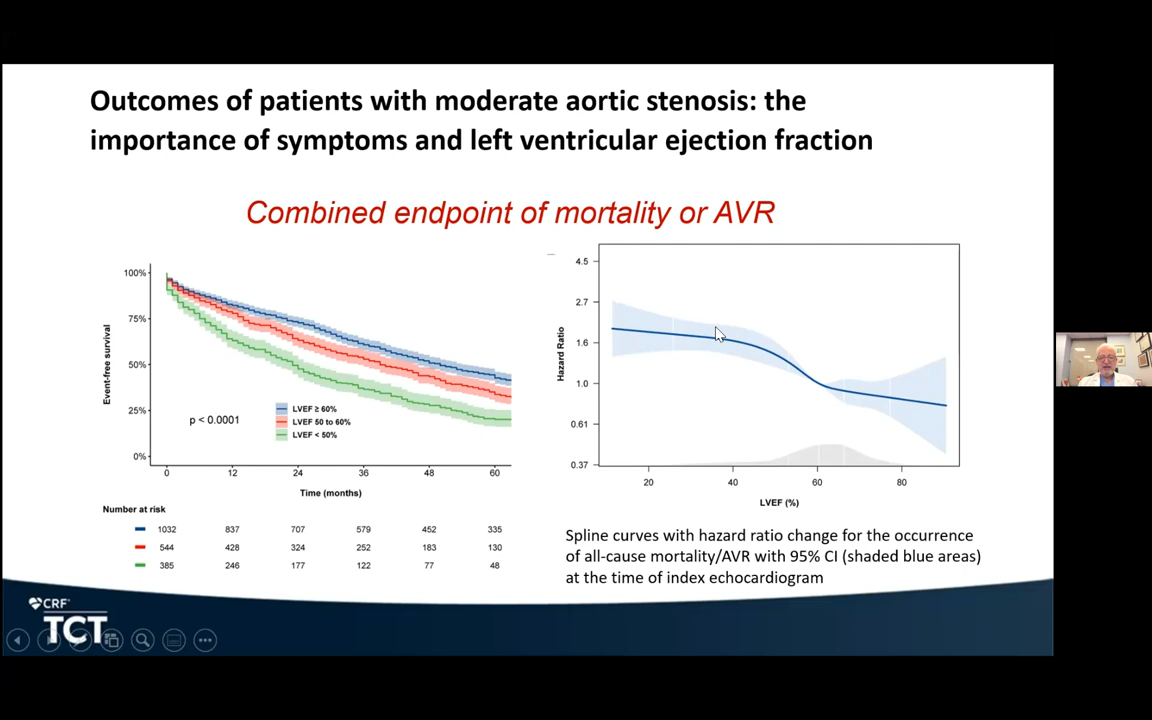 Outcomes of patients with moderate aortic stenosis: the
importance of symptoms and left ventricular ejection fraction
Combined endpoint of mortality or AVR
100%
75%
50%
25%
0%
Event-free survival
p < 0.0001
LVEF ≥ 60%
LVEF 50 to 60%
LVEF < 50%
0 12 24 36 48 60
Time (months)
Number at risk
1032 837 707 579 452 335
544 428 324 252 183 130
385 246 177 122 77 48
4.5
2.7
1.6
1.0
0.61
0.37
Hazard Ratio
20 40 60 80
LVEF (%)
Spline curves with hazard ratio change for the occurrence
of all-cause mortality/AVR with 95% CI (shaded blue areas)
at the time of index echocardiogram
CRF
TCT